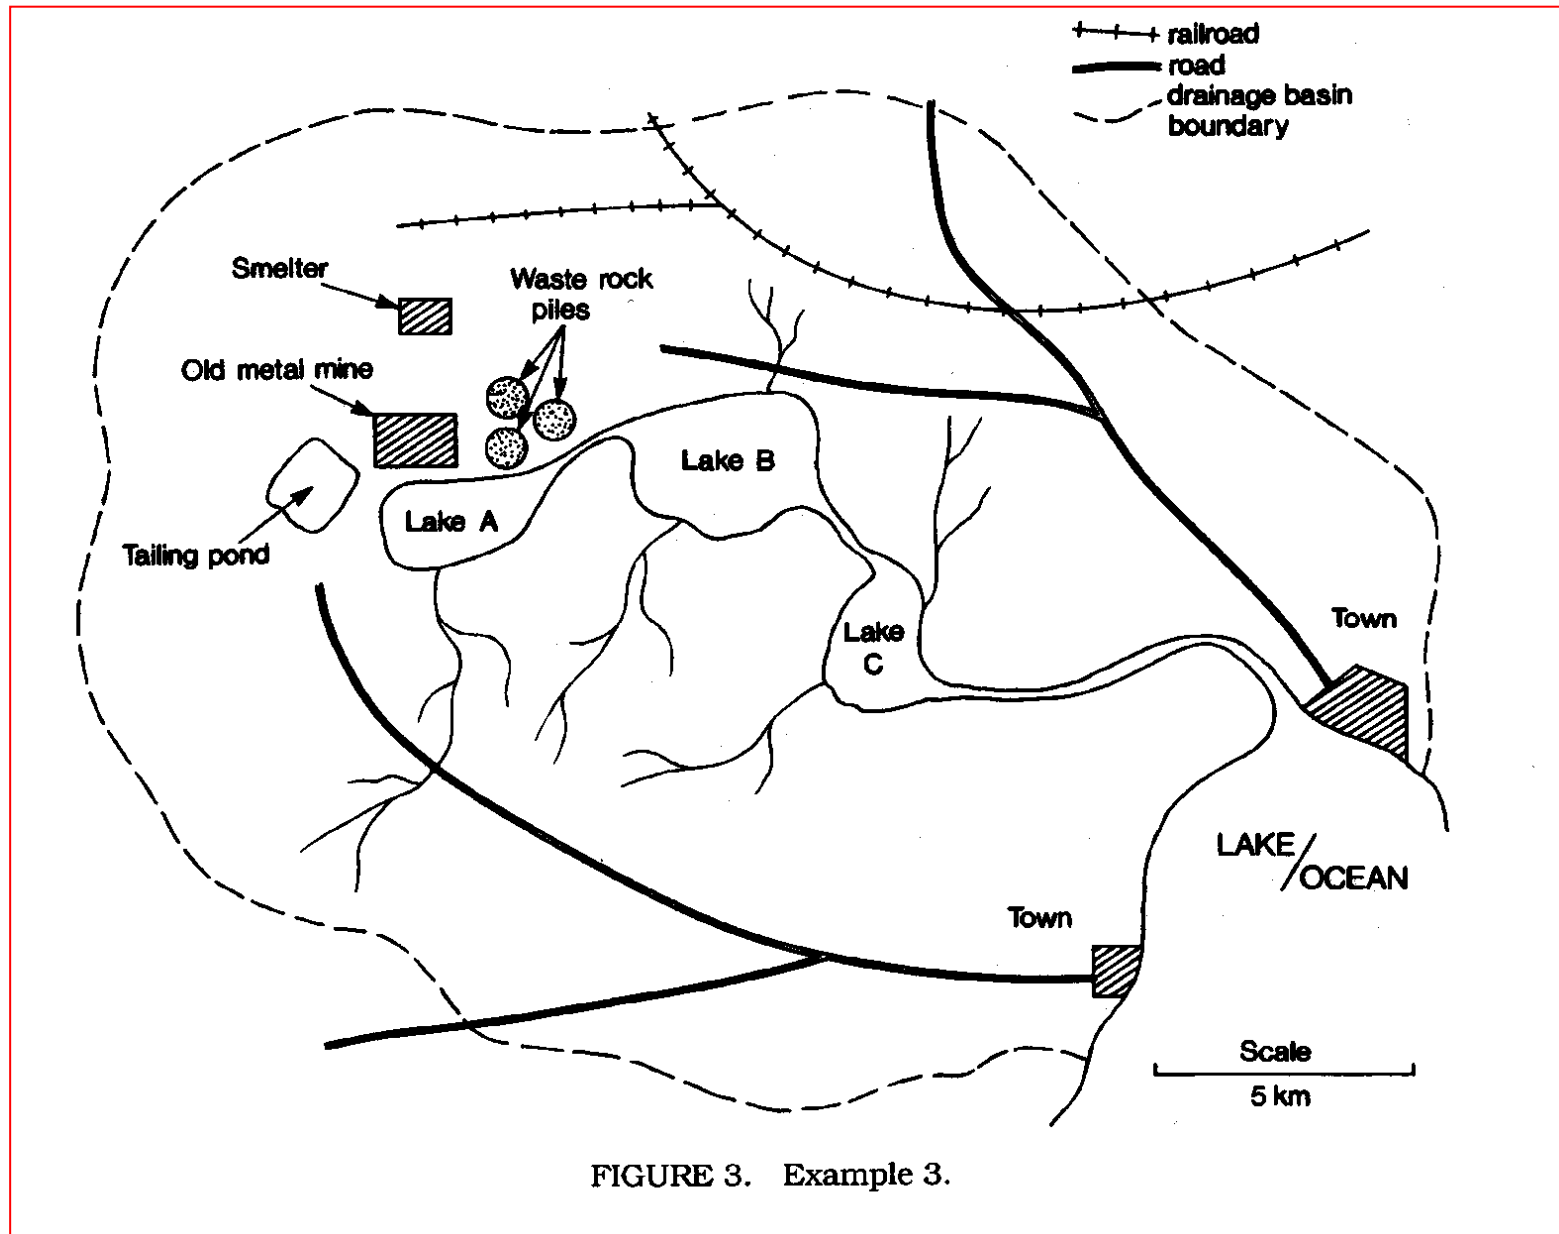 railroad
road
drainage basin
boundary
Smelter
Waste rock
piles
Old metal mine
Lake B
Lake A
Tailing pond
Lake
C
Town
LAKE/
OCEAN
Town
Scale
5 km
FIGURE 3. Example 3.